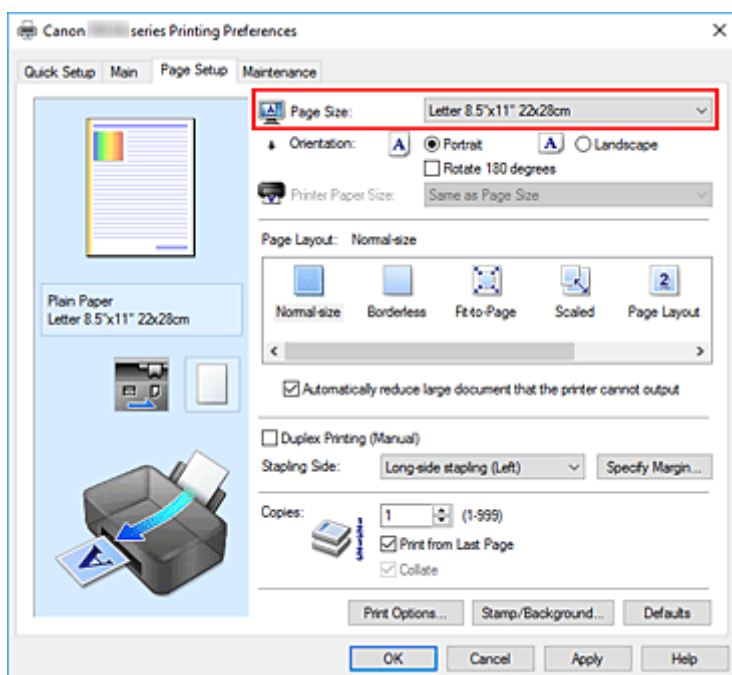 Canon series Printing Preferences
Quick Setup Main Page Setup Maintenance
Page Size: Letter 8.5"x11" 22x28cm
Orientation: A Portrait A Landscape
Rotate 180 degrees
Printer Paper Size: Same as Page Size
Page Layout: Normal-size
2
Normal-size Borderless Fit-to-Page Scaled Page Layout
Plain Paper
Letter 8.5"x11" 22x28cm
Automatically reduce large document that the printer cannot output
Duplex Printing (Manual)
Stapling Side: Long-side stapling (Left) Specify Margin...
Copies: 1 (1-999)
Print from Last Page
Collate
A
Print Options... Stamp/Background... Defaults
OK Cancel Apply Help